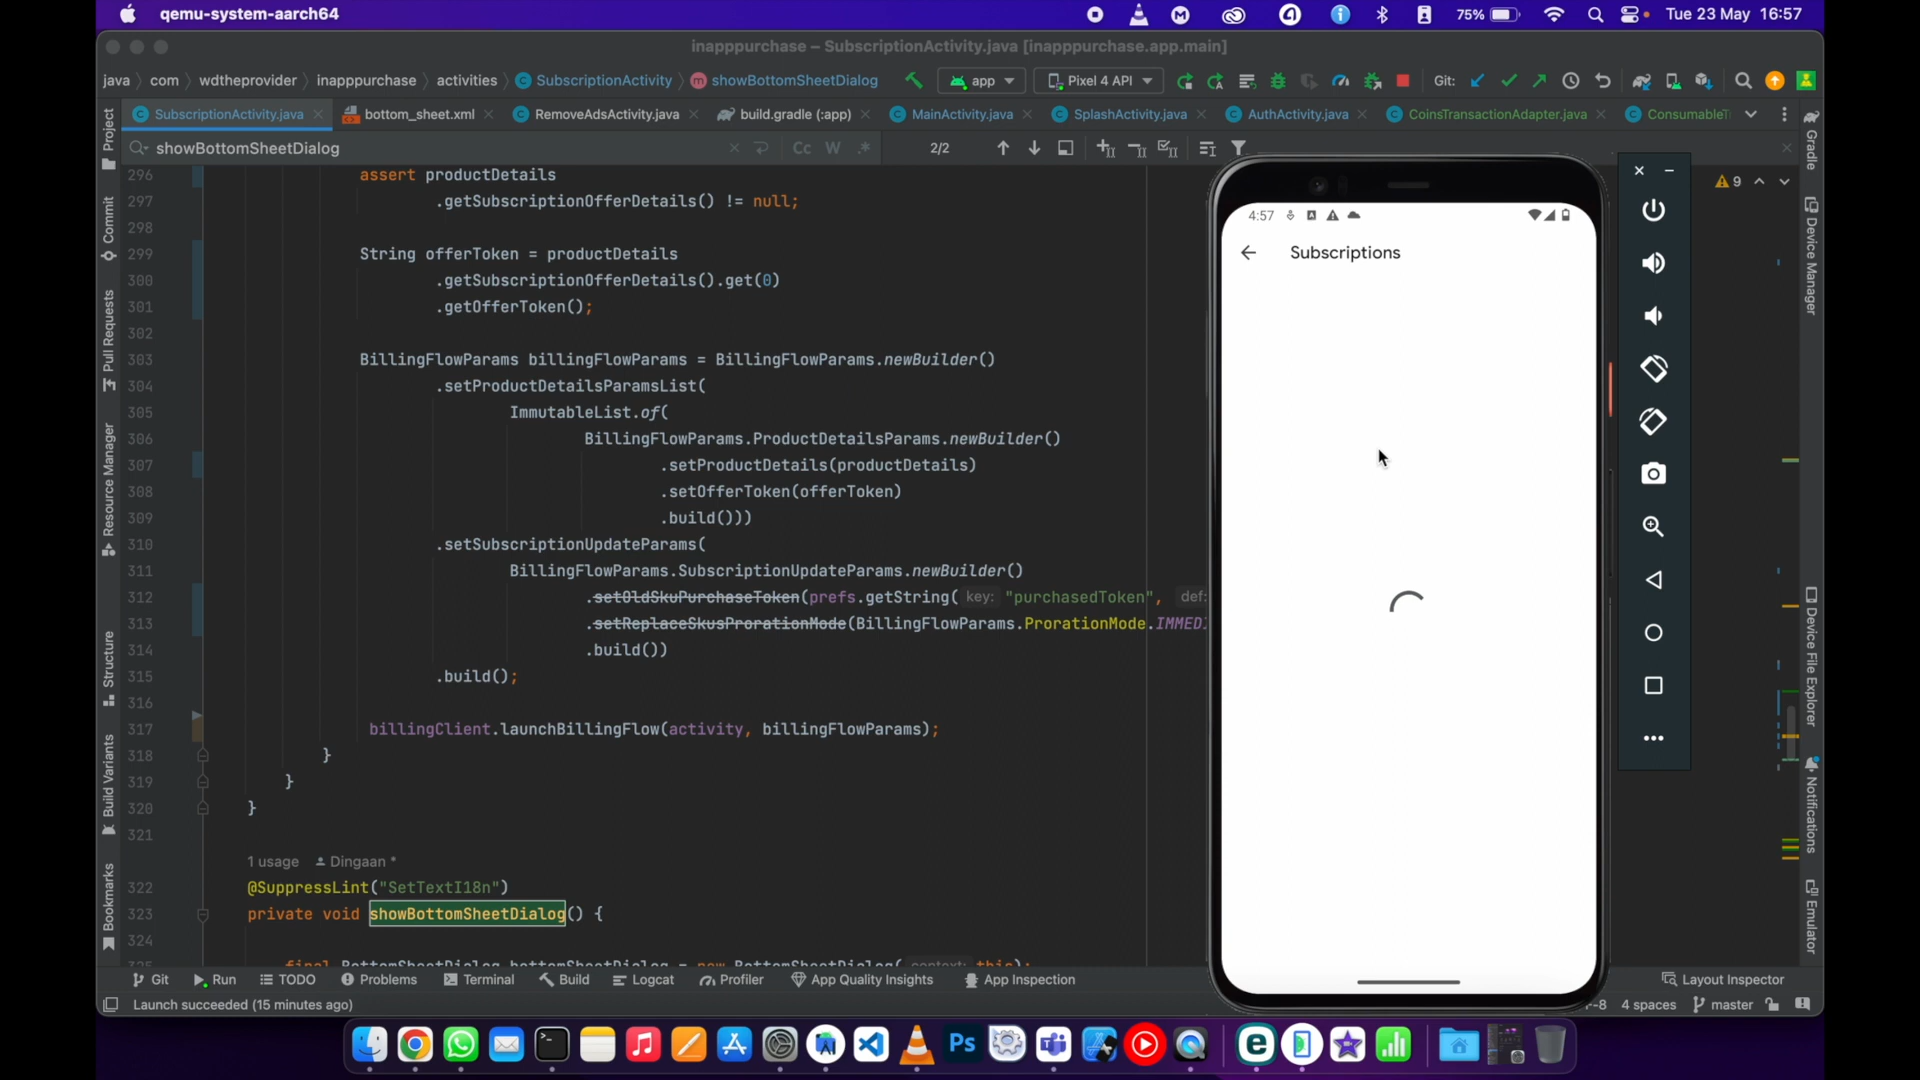 qemu-system-aarch64
75%
Tue 23 May 16:57
inapppurchase – SubscriptionActivity.java [inapppurchase.app.main]
java
com
wdtheprovider
inapppurchase
activities
SubscriptionActivity
showBottomSheetDialog
app
Pixel 4 API
Git:
SubscriptionActivity.java
bottom_sheet.xml
RemoveAdsActivity.java
build.gradle (:app)
MainActivity.java
SplashActivity.java
AuthActivity.java
CoinsTransactionAdapter.java
showBottomSheetDialog
Cc
W
.*
2/2
9
296 assert productDetails
297 .getSubscriptionOfferDetails() != null;
298
299 String offerToken = productDetails
300 .getSubscriptionOfferDetails().get(0)
301 .getOfferToken();
302
303 BillingFlowParams billingFlowParams = BillingFlowParams.newBuilder()
304 .setProductDetailsParamsList(
305 ImmutableList.of(
306 BillingFlowParams.ProductDetailsParams.newBuilder()
307 .setProductDetails(productDetails)
308 .setOfferToken(offerToken)
309 .build()))
310 .setSubscriptionUpdateParams(
311 BillingFlowParams.SubscriptionUpdateParams.newBuilder()
312 .setOldSkuPurchaseToken(prefs.getString( key: "purchasedToken", def:
313 .setReplaceSkusProrationMode(BillingFlowParams.ProrationMode.IMMED
314 .build())
315 .build();
316
317 billingClient.launchBillingFlow(activity, billingFlowParams);
318 }
319 }
320 }
321
1 usage Dingaan *
322 @SuppressLint("SetTextI18n")
323 private void showBottomSheetDialog() {
324
4:57
Subscriptions
Project
Commit
Pull Requests
Resource Manager
Structure
Build Variants
Bookmarks
Gradle
Device Manager
Device File Explorer
Notifications
Emulator
Git
Run
TODO
Problems
Terminal
Build
Logcat
Profiler
App Quality Insights
App Inspection
Layout Inspector
Launch succeeded (15 minutes ago)
4 spaces
master
Ps